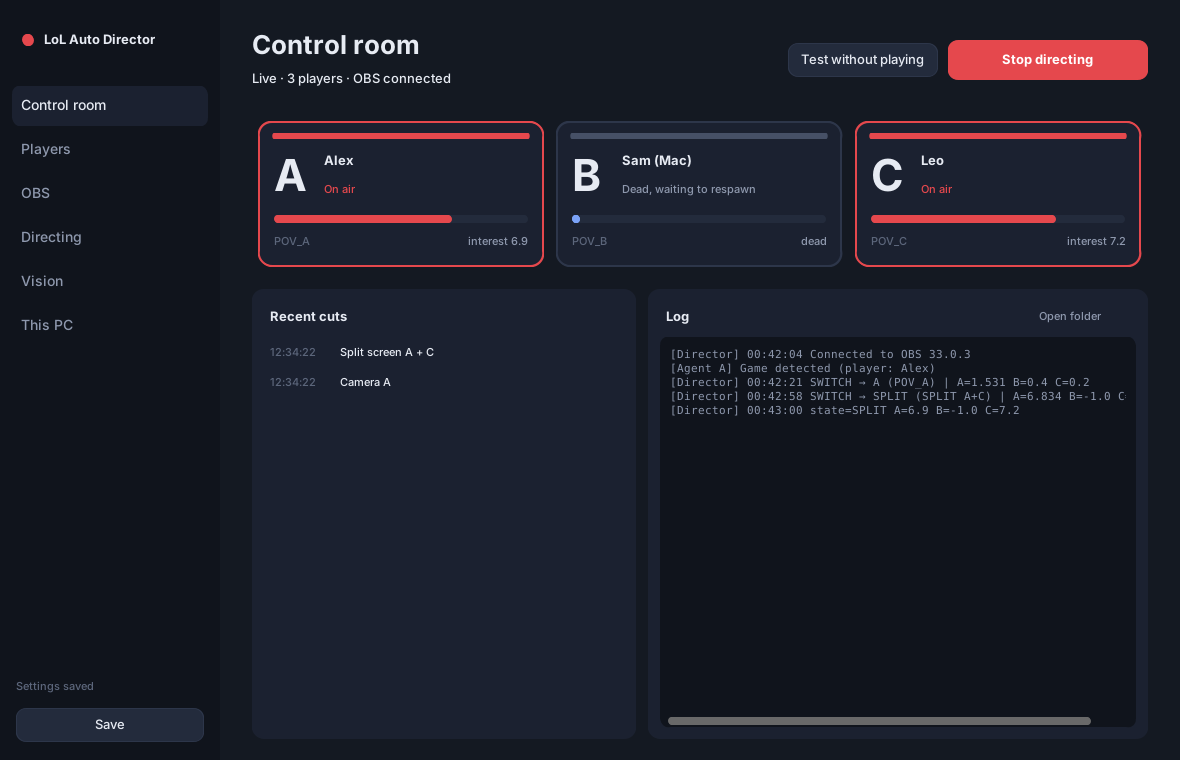 LoL Auto Director
Control room
Players
OBS
Directing
Vision
This PC
Settings saved
Save
Control room
Live · 3 players · OBS connected
Test without playing
Stop directing
A
Alex
On air
POV_A
interest 6.9
B
Sam (Mac)
Dead, waiting to respawn
POV_B
dead
C
Leo
On air
POV_C
interest 7.2
Recent cuts
12:34:22 Split screen A + C
12:34:22 Camera A
Log
Open folder
[Director] 00:42:04 Connected to OBS 33.0.3
[Agent A] Game detected (player: Alex)
[Director] 00:42:21 SWITCH → A (POV_A) | A=1.531 B=0.4 C=0.2
[Director] 00:42:58 SWITCH → SPLIT (SPLIT A+C) | A=6.834 B=-1.0 C
[Director] 00:43:00 state=SPLIT A=6.9 B=-1.0 C=7.2